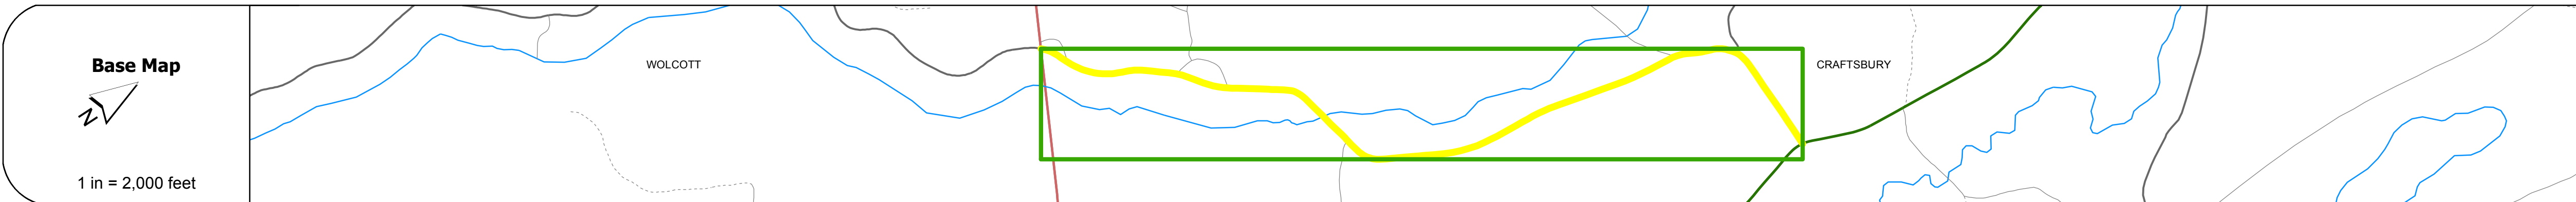 Base Map
N
1 in = 2,000 feet
WOLCOTT
CRAFTSBURY